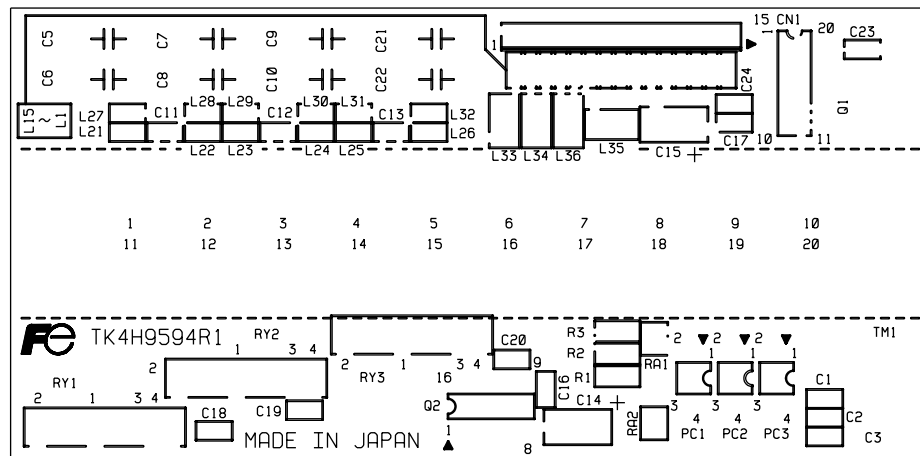 C5 C7 C9 C21 1 15 CN1 1 20 C23
C6 C8 C10 C22 C24 Q1
L15 ~ L1 L27 C11 L28 L29 C12 L30 L31 C13 L32
L21 L22 L23 L24 L25 L26 L33 L34 L36 L35 C15 + C17 10 11
1 2 3 4 5 6 7 8 9 10
11 12 13 14 15 16 17 18 19 20
Fe TK4H9594R1 RY2 R3 2 2 2 TM1
2 1 3 4 2 1 3 4 C20 R2 RA1 1 1 1
RY1 RY3 16 9 R1 C16 C1
2 1 3 4 C19 Q2 C14 + 3 3 3 C2
C18 1 8 RA2 4 4 4 C3
MADE IN JAPAN PC1 PC2 PC3